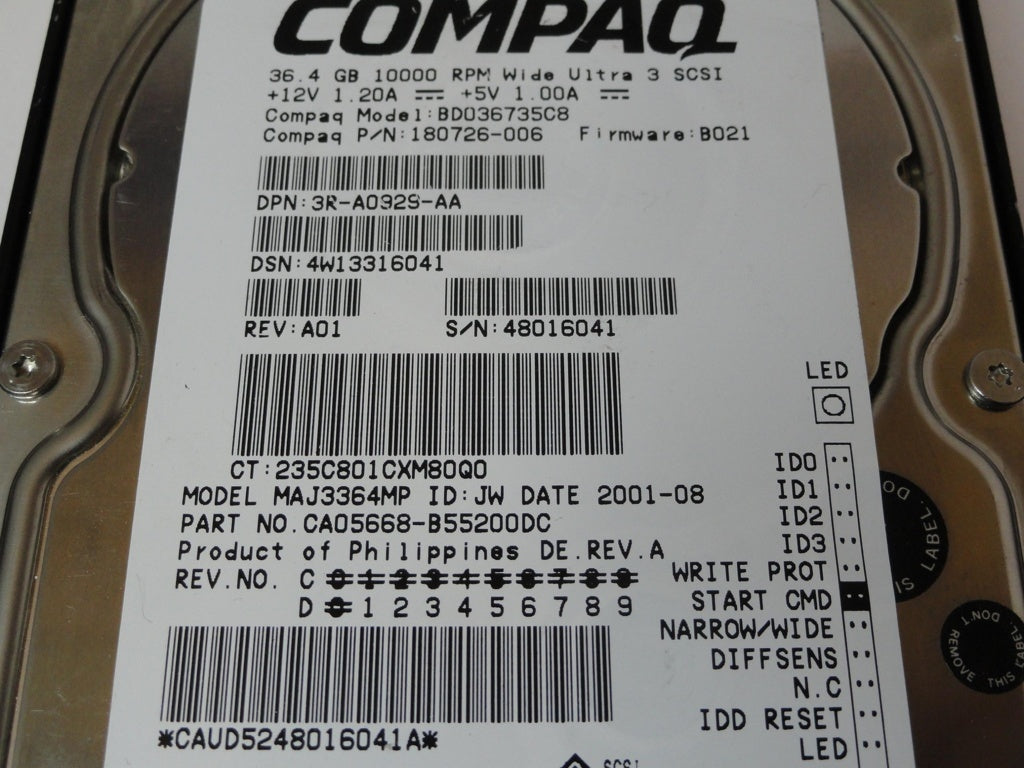 COMPAQ
36.4 GB 10000 RPM Wide Ultra 3 SCSI
+12V 1.20A +5V 1.00A
Compaq Model:BD036735C8
Compaq P/N:180726-006 Firmware:B021
DPN:3R-A0929-AA
DSN:4W13316041
REV:A01 S/N:48016041
LED
CT:235C801CXM80Q0
MODEL MAJ3364MP ID:JW DATE 2001-08
PART NO.CA05668-B55200DC
Product of Philippines DE.REV.A
REV.NO. C 0 1 2 3 4 5 6 7 8 9
D 0 1 2 3 4 5 6 7 8 9
*CAUD5248016041A*
ID0
ID1
ID2
ID3
WRITE PROT
START CMD
NARROW/WIDE
DIFFSENS
N.C
IDD RESET
LED
SCSI
IS LABEL. DO
DON'T REMOVE THIS LABEL.